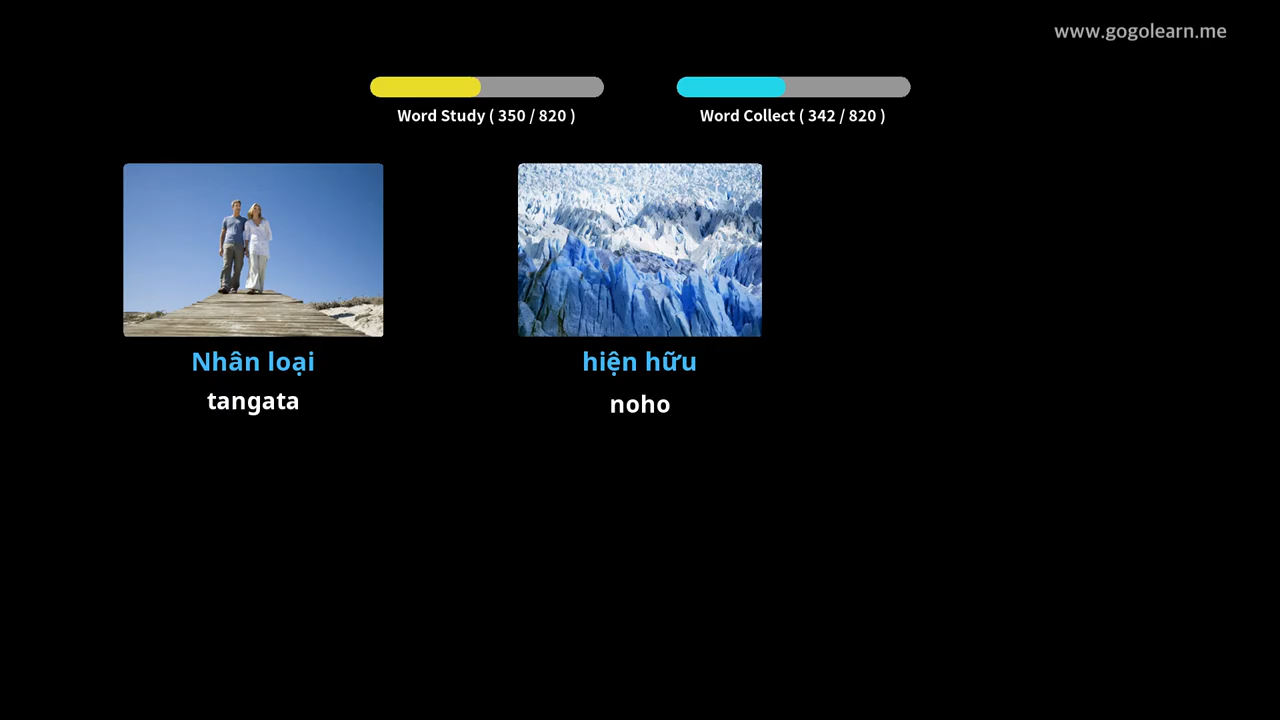 www.gogolearn.me
Word Study ( 350 / 820 )
Word Collect ( 342 / 820 )
Nhân loại
tangata
hiện hữu
noho